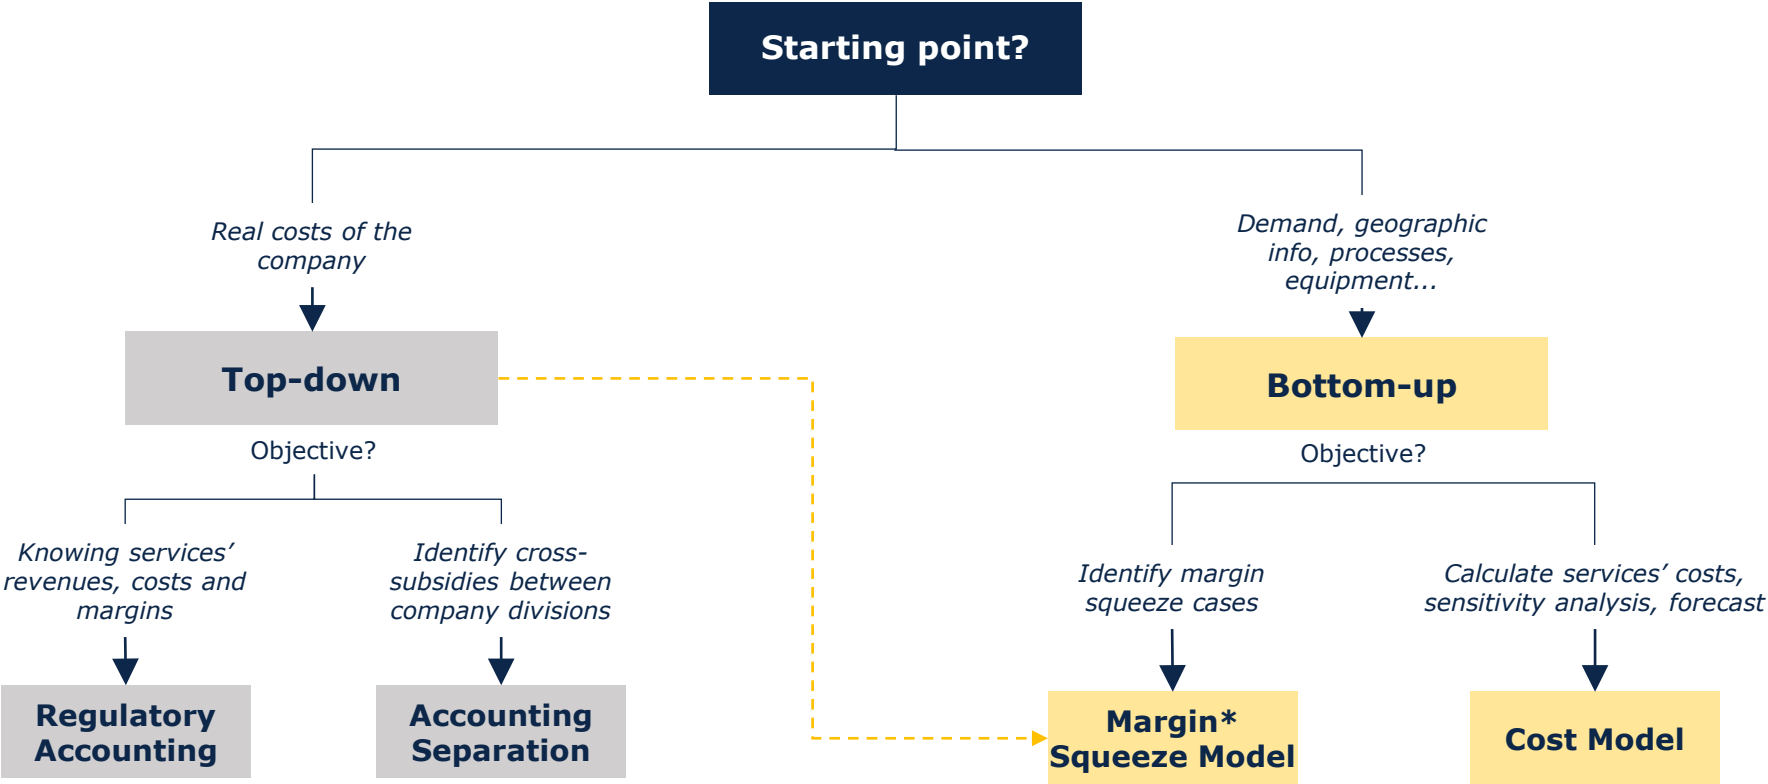 Starting point?
Real costs of the
company
Demand, geographic
info, processes,
equipment...
Top-down
Bottom-up
Objective?
Objective?
Knowing services’
revenues, costs and
margins
Identify cross-
subsidies between
company divisions
Identify margin
squeeze cases
Calculate services’ costs,
sensitivity analysis, forecast
Regulatory
Accounting
Accounting
Separation
Margin*
Squeeze Model
Cost Model